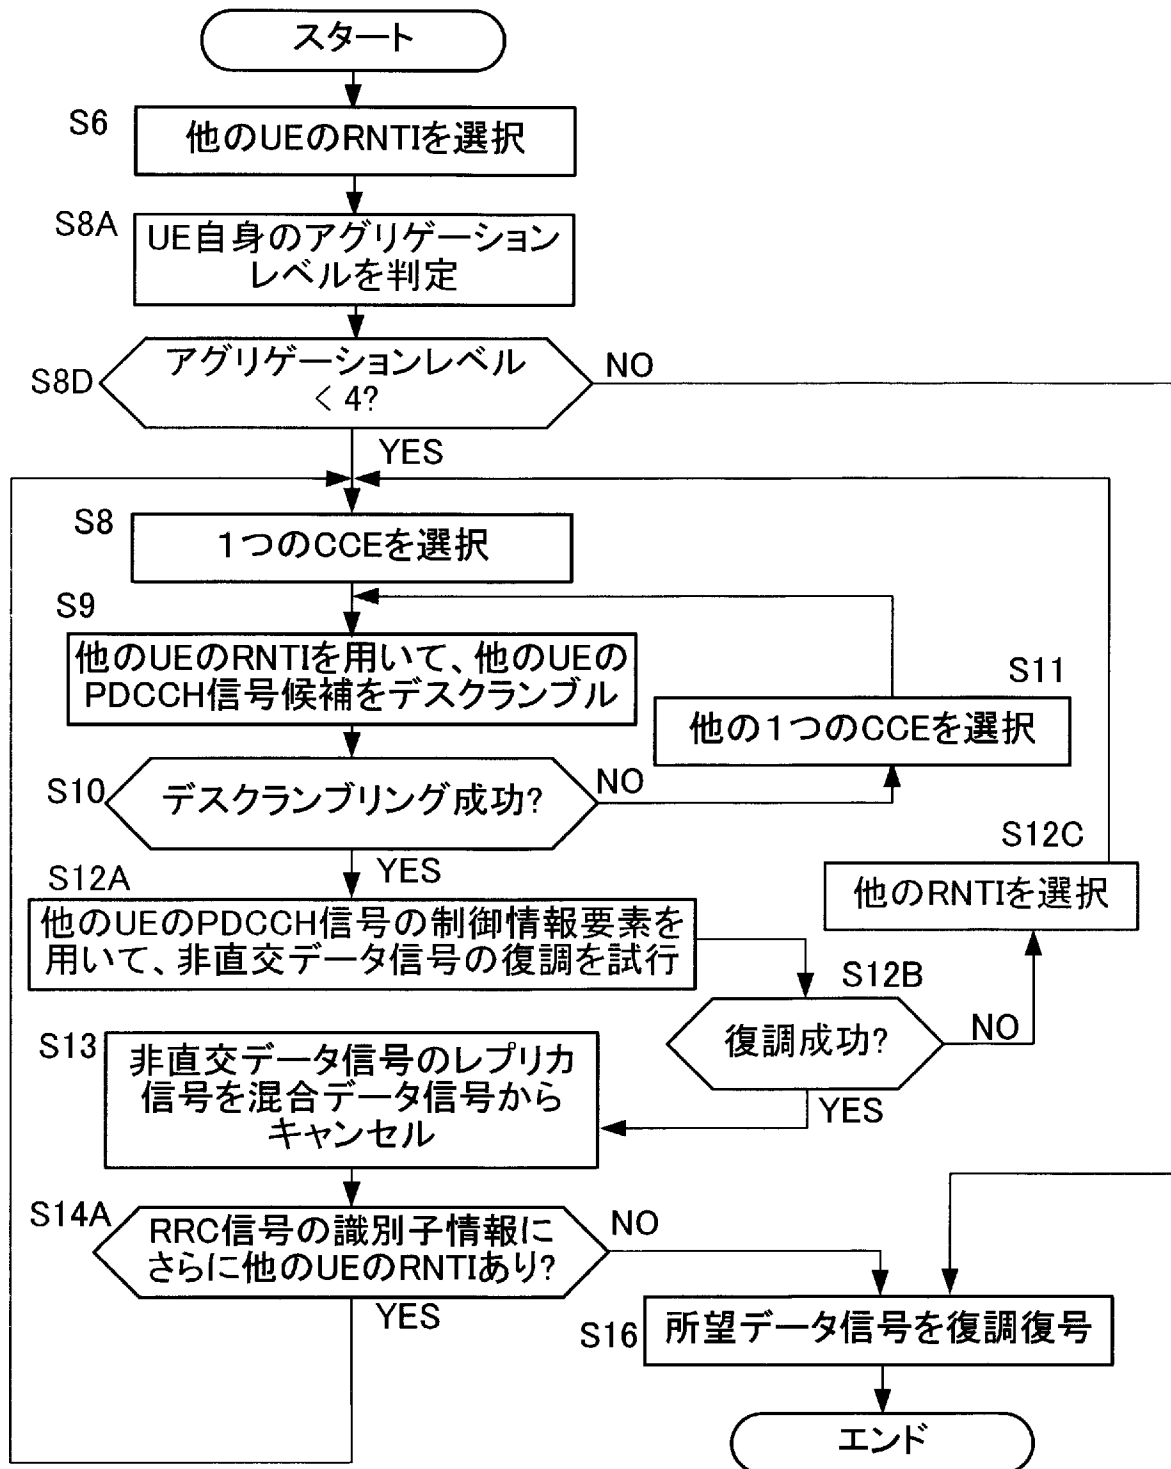 スタート
S6
他のUEのRNTIを選択
S8A
UE自身のアグリゲーション
レベルを判定
S8D
アグリゲーションレベル
< 4?
NO
YES
S8
1つのCCEを選択
S9
他のUEのRNTIを用いて、他のUEの
PDCCH信号候補をデスクランブル
S11
他の1つのCCEを選択
S10
デスクランブリング成功?
NO
YES
S12C
他のRNTIを選択
S12A
他のUEのPDCCH信号の制御情報要素を
用いて、非直交データ信号の復調を試行
S12B
復調成功?
NO
YES
S13
非直交データ信号のレプリカ
信号を混合データ信号から
キャンセル
S14A
RRC信号の識別子情報に
さらに他のUEのRNTIあり?
NO
YES
S16
所望データ信号を復調復号
エンド